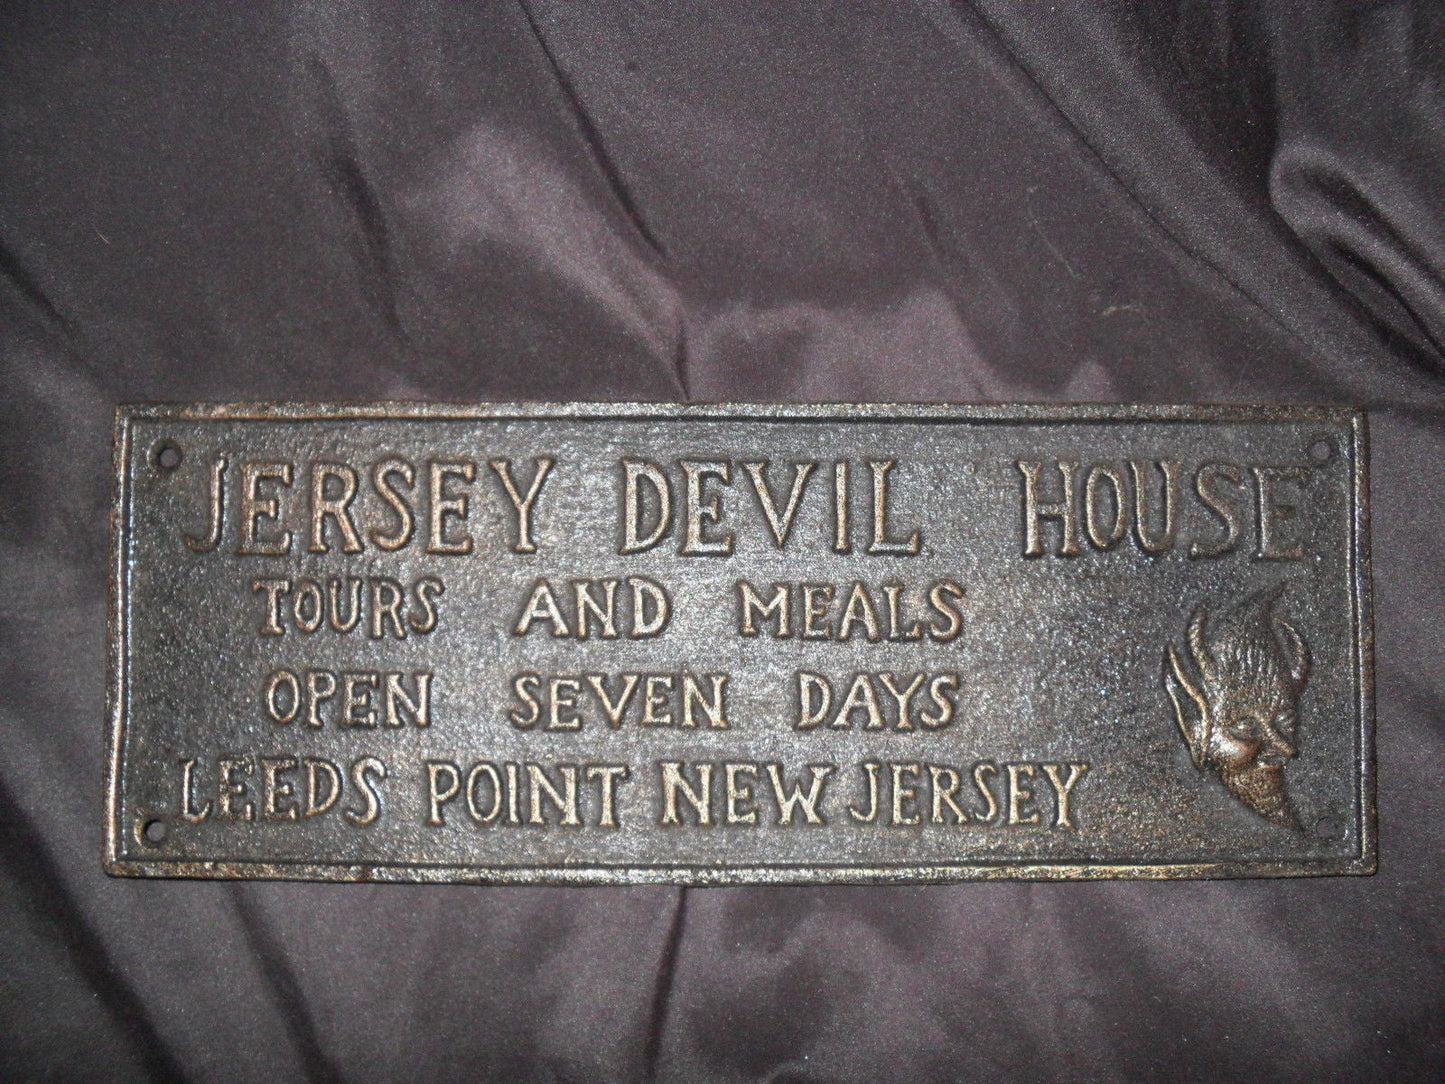 JERSEY DEVIL HOUSE
TOURS AND MEALS
OPEN SEVEN DAYS
LEEDS POINT NEW JERSEY